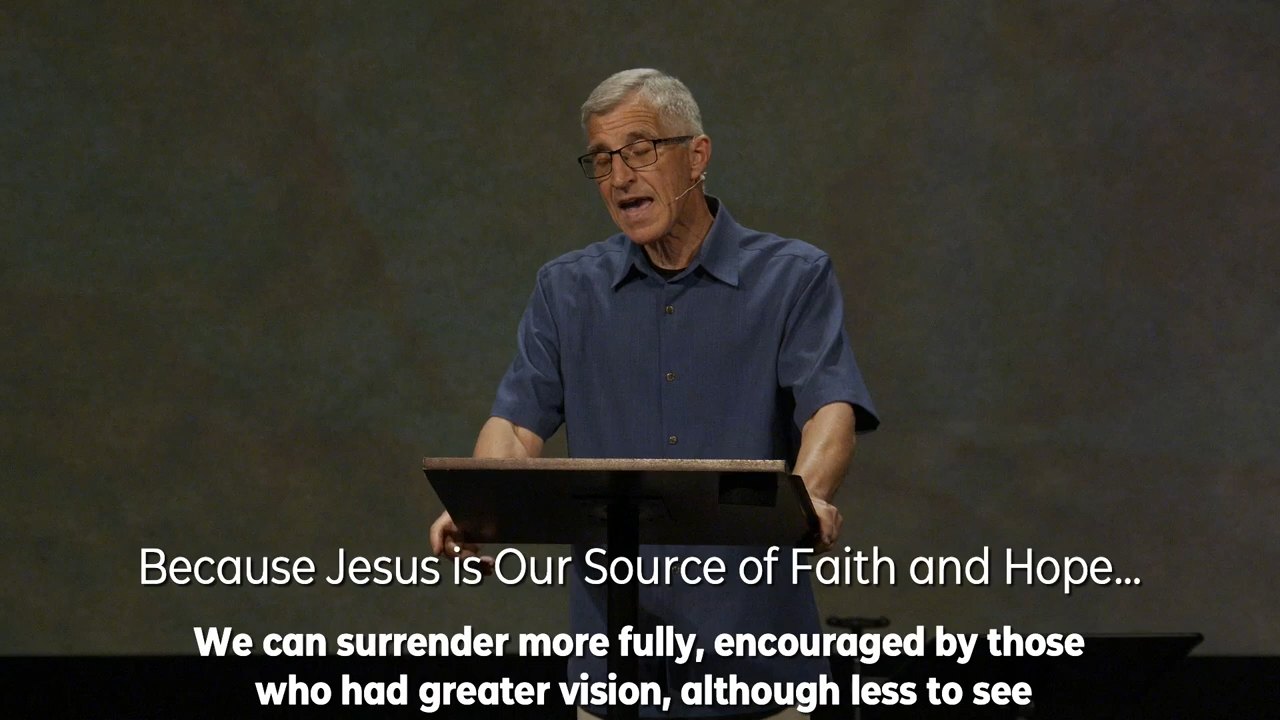 Because Jesus is Our Source of Faith and Hope...
We can surrender more fully, encouraged by those
who had greater vision, although less to see